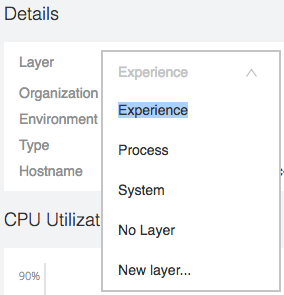 Details
Layer
Experience
Organization
Experience
Environment
Process
Type
Hostname
System
CPU Utilizat
No Layer
New layer...
90%